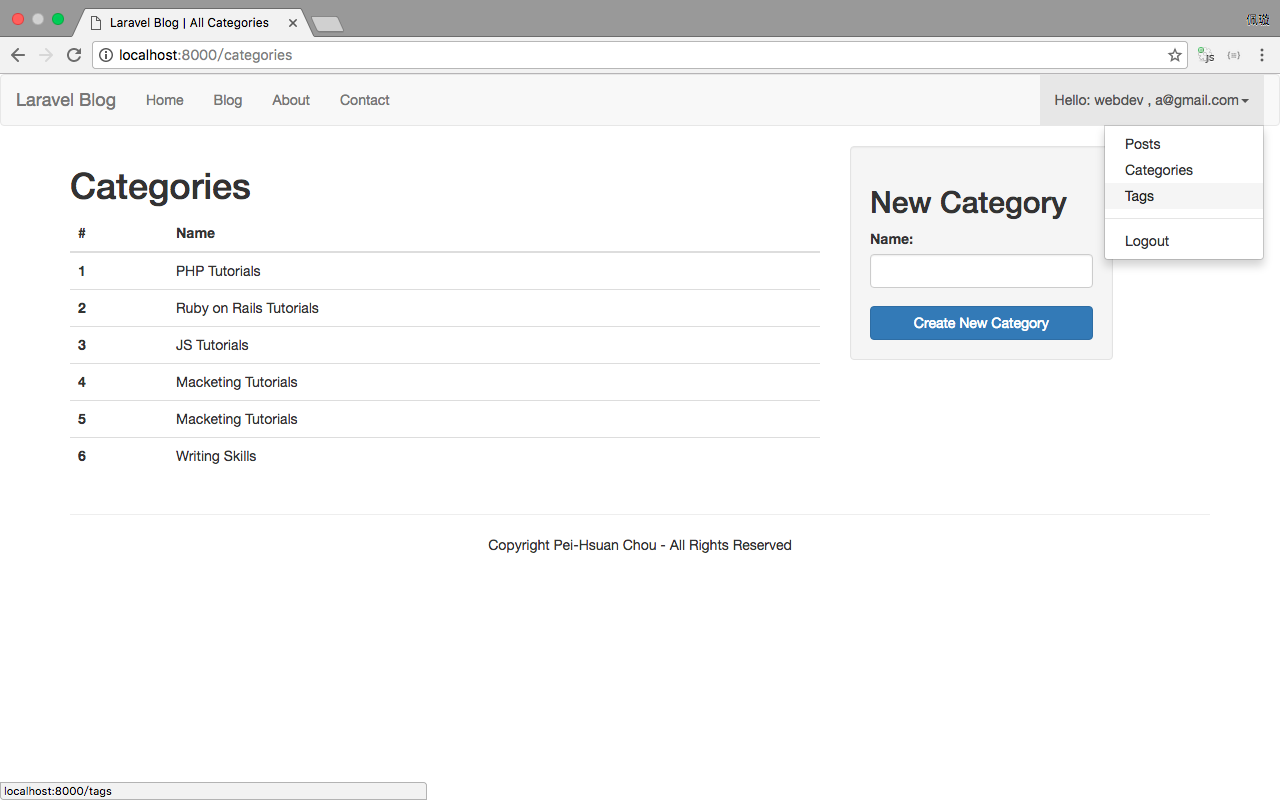 Laravel Blog | All Categories
佩璇
localhost:8000/categories
JS
Laravel Blog Home Blog About Contact Hello: webdev , a@gmail.com
Posts
Categories
Tags
Logout
Categories
# Name
1 PHP Tutorials
2 Ruby on Rails Tutorials
3 JS Tutorials
4 Macketing Tutorials
5 Macketing Tutorials
6 Writing Skills
New Category
Name:
Create New Category
Copyright Pei-Hsuan Chou - All Rights Reserved
localhost:8000/tags